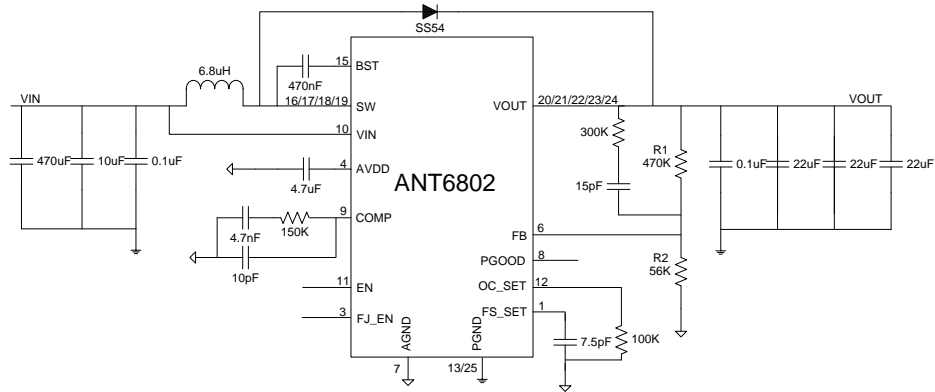 SS54
6.8uH
15 BST
470nF
VIN
16/17/18/19 SW
VOUT 20/21/22/23/24
VOUT
10 VIN
300K
R1
470K
470uF
10uF
0.1uF
0.1uF
22uF
22uF
22uF
4 AVDD
4.7uF
ANT6802
15pF
9 COMP
4.7nF
150K
10pF
FB 6
PGOOD 8
R2
56K
11 EN
OC_SET 12
3 FJ_EN
FS_SET 1
7.5pF
100K
AGND
PGND
7
13/25